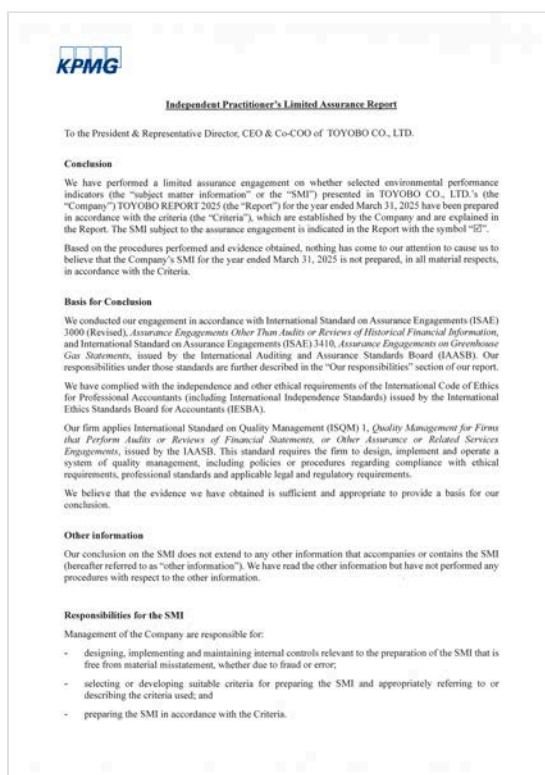 KPMG
Independent Practitioner's Limited Assurance Report
To the President & Representative Director, CEO & Co-COO of TOYOBO CO., LTD.
Conclusion
We have performed a limited assurance engagement on whether selected environmental performance
indicators (the "subject matter information" or the "SMI") presented in TOYOBO CO., LTD.'s (the
"Company") TOYOBO REPORT 2025 (the "Report") for the year ended March 31, 2025 have been prepared
in accordance with the criteria (the "Criteria"), which are established by the Company and are explained in
the Report. The SMI subject to the assurance engagement is indicated in the Report with the symbol "☑".
Based on the procedures performed and evidence obtained, nothing has come to our attention to cause us to
believe that the Company's SMI for the year ended March 31, 2025 is not prepared, in all material respects,
in accordance with the Criteria.
Basis for Conclusion
We conducted our engagement in accordance with International Standard on Assurance Engagements (ISAE)
3000 (Revised), Assurance Engagements Other Than Audits or Reviews of Historical Financial Information,
and International Standard on Assurance Engagements (ISAE) 3410, Assurance Engagements on Greenhouse
Gas Statements, issued by the International Auditing and Assurance Standards Board (IAASB). Our
responsibilities under those standards are further described in the "Our responsibilities" section of our report.
We have complied with the independence and other ethical requirements of the International Code of Ethics
for Professional Accountants (including International Independence Standards) issued by the International
Ethics Standards Board for Accountants (IESBA).
Our firm applies International Standard on Quality Management (ISQM) 1, Quality Management for Firms
that Perform Audits or Reviews of Financial Statements, or Other Assurance or Related Services
Engagements, issued by the IAASB. This standard requires the firm to design, implement and operate a
system of quality management, including policies or procedures regarding compliance with ethical
requirements, professional standards and applicable legal and regulatory requirements.
We believe that the evidence we have obtained is sufficient and appropriate to provide a basis for our
conclusion.
Other information
Our conclusion on the SMI does not extend to any other information that accompanies or contains the SMI
(hereafter referred to as "other information"). We have read the other information but have not performed any
procedures with respect to the other information.
Responsibilities for the SMI
Management of the Company are responsible for:
- designing, implementing and maintaining internal controls relevant to the preparation of the SMI that is
free from material misstatement, whether due to fraud or error;
- selecting or developing suitable criteria for preparing the SMI and appropriately referring to or
describing the criteria used; and
- preparing the SMI in accordance with the Criteria.